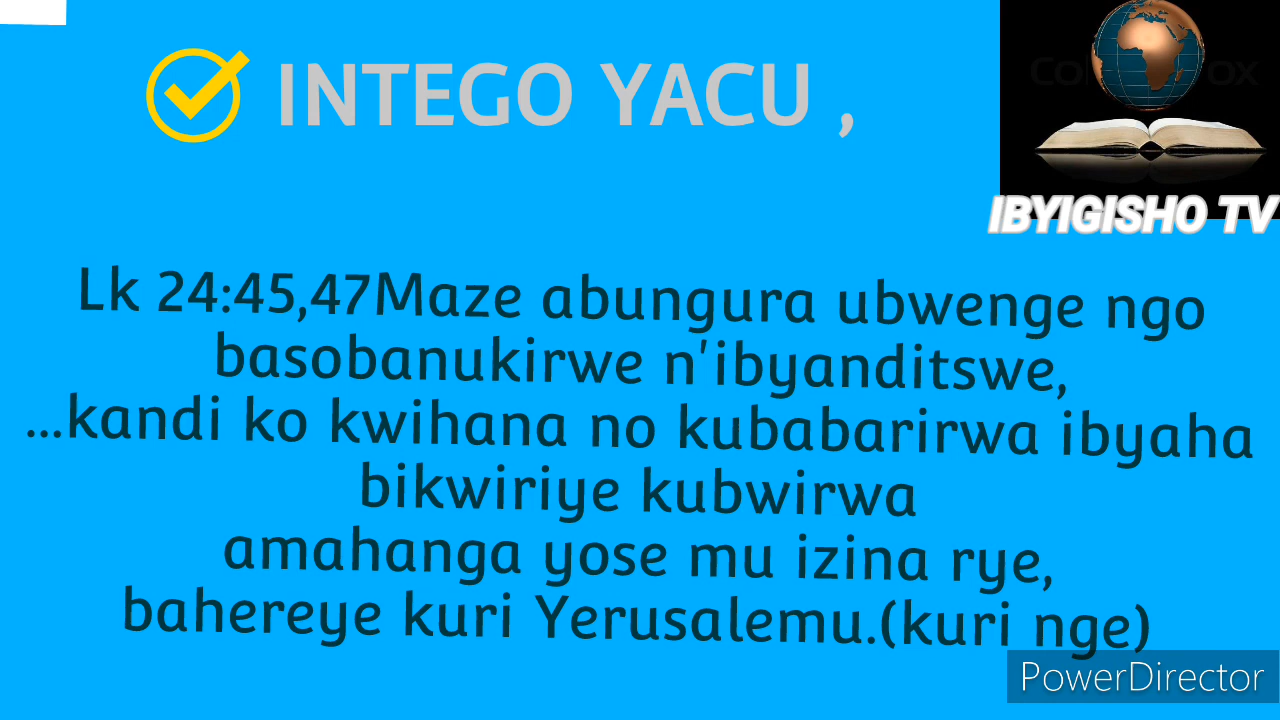 INTEGO YACU ,
IBYIGISHO TV
Lk 24:45,47Maze abungura ubwenge ngo
basobanukirwe n'ibyanditswe,
...kandi ko kwihana no kubabarirwa ibyaha
bikwiriye kubwirwa
amahanga yose mu izina rye,
bahereye kuri Yerusalemu.(kuri nge)
PowerDirector